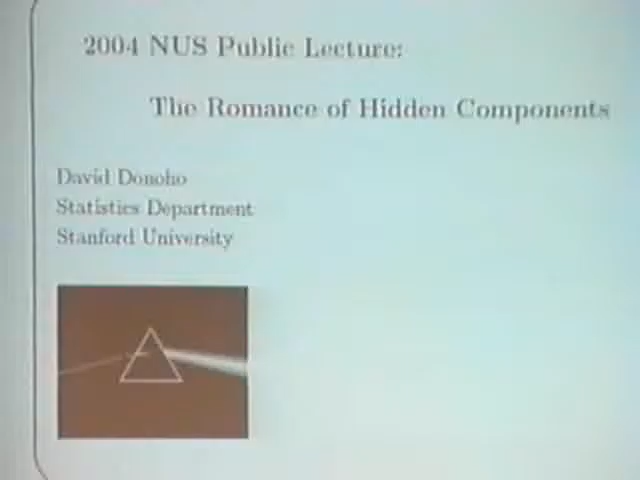 2004 NUS Public Lecture:
The Romance of Hidden Components
David Donoho
Statistics Department
Stanford University